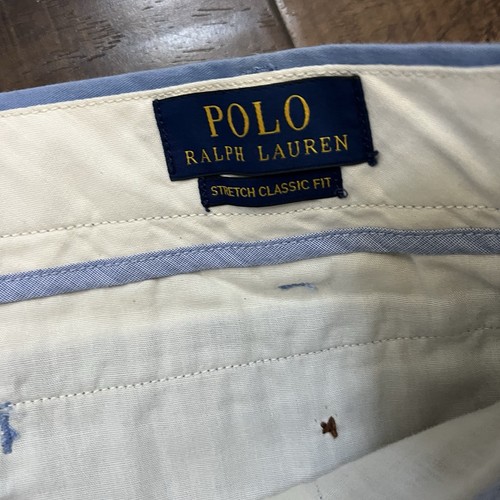 POLO
RALPH LAUREN
STRETCH CLASSIC FIT